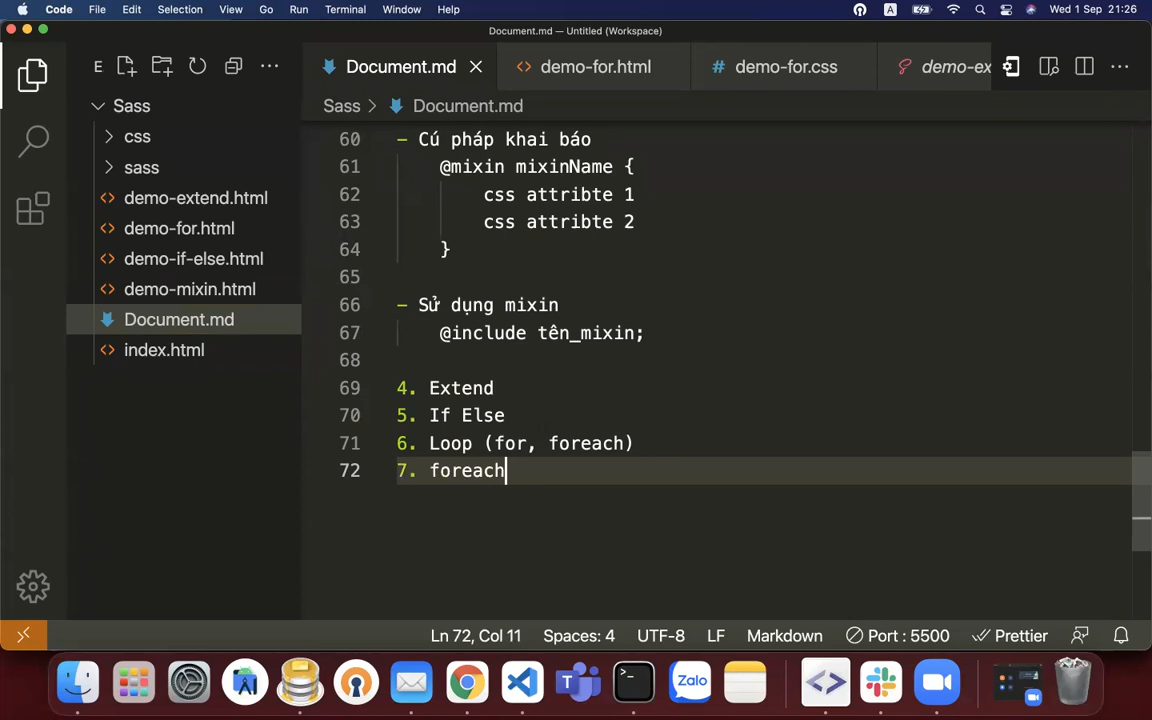 Code File Edit Selection View Go Run Terminal Window Help A Wed 1 Sep 21:26
Document.md — Untitled (Workspace)
E
Document.md
demo-for.html
# demo-for.css
demo-ex
Sass
Sass > Document.md
css
sass
demo-extend.html
demo-for.html
demo-if-else.html
demo-mixin.html
Document.md
index.html
60 - Cú pháp khai báo
61 @mixin mixinName {
62 css attribte 1
63 css attribte 2
64 }
65
66 - Sử dụng mixin
67 @include tên_mixin;
68
69 4. Extend
70 5. If Else
71 6. Loop (for, foreach)
72 7. foreach
Ln 72, Col 11 Spaces: 4 UTF-8 LF Markdown Port : 5500 Prettier
Zalo